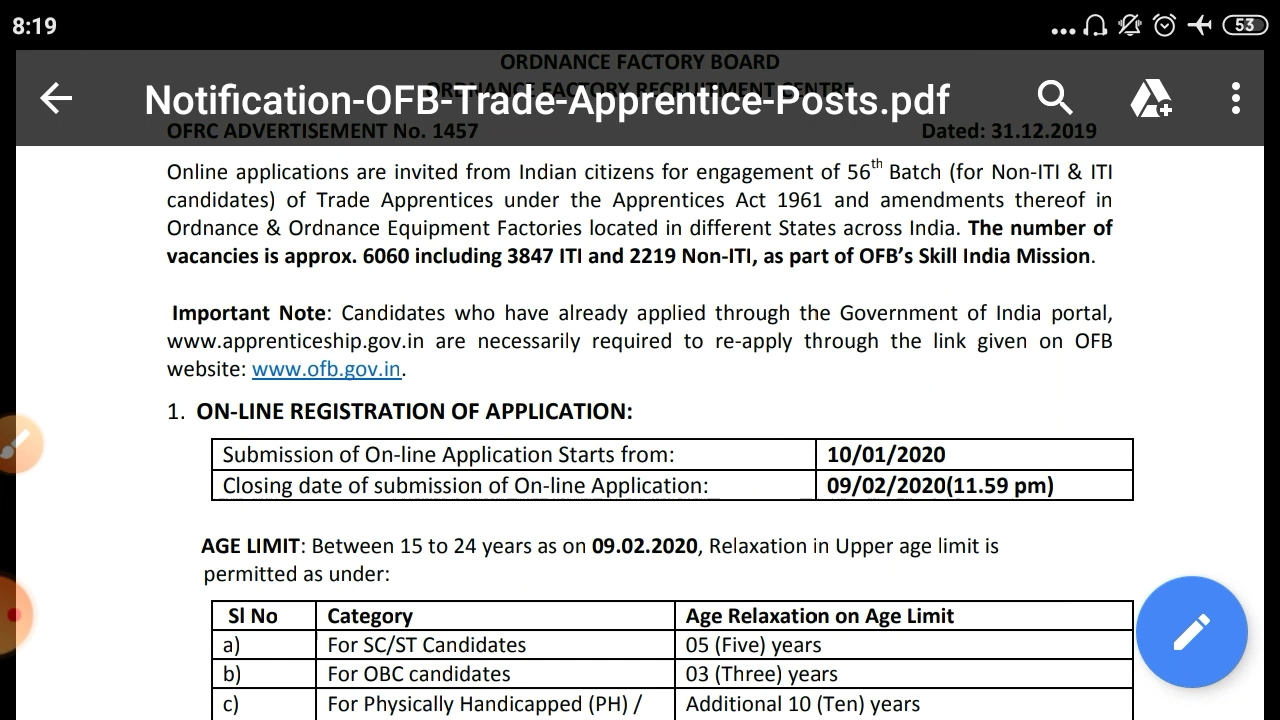 8:19
53
ORDNANCE FACTORY BOARD
ORDNANCE FACTORY RECRUITMENT CENTRE
Notification-OFB-Trade-Apprentice-Posts.pdf
OFRC ADVERTISEMENT No. 1457 Dated: 31.12.2019
Online applications are invited from Indian citizens for engagement of 56th Batch (for Non-ITI & ITI
candidates) of Trade Apprentices under the Apprentices Act 1961 and amendments thereof in
Ordnance & Ordnance Equipment Factories located in different States across India. The number of
vacancies is approx. 6060 including 3847 ITI and 2219 Non-ITI, as part of OFB's Skill India Mission.
Important Note: Candidates who have already applied through the Government of India portal,
www.apprenticeship.gov.in are necessarily required to re-apply through the link given on OFB
website: www.ofb.gov.in.
1. ON-LINE REGISTRATION OF APPLICATION:
Submission of On-line Application Starts from: 10/01/2020
Closing date of submission of On-line Application: 09/02/2020(11.59 pm)
AGE LIMIT: Between 15 to 24 years as on 09.02.2020, Relaxation in Upper age limit is
permitted as under:
Sl No Category Age Relaxation on Age Limit
a) For SC/ST Candidates 05 (Five) years
b) For OBC candidates 03 (Three) years
c) For Physically Handicapped (PH) / Additional 10 (Ten) years